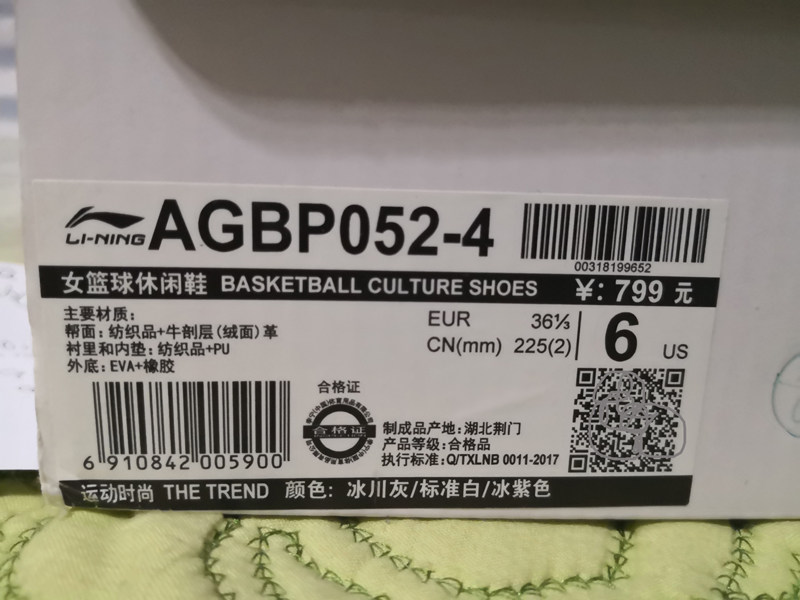 LI-NING AGBP052-4
00318199652
女篮球休闲鞋 BASKETBALL CULTURE SHOES ¥: 799 元
主要材质:
帮面: 纺织品+牛剖层(绒面)革
衬里和内垫: 纺织品+PU
外底: EVA+橡胶
EUR 36⅓
CN(mm) 225(2)
6 US
6 910842 005900
合格证
合格证
制成品产地: 湖北荆门
产品等级: 合格品
执行标准: Q/TXLNB 0011-2017
运动时尚 THE TREND 颜色: 冰川灰/标准白/冰紫色